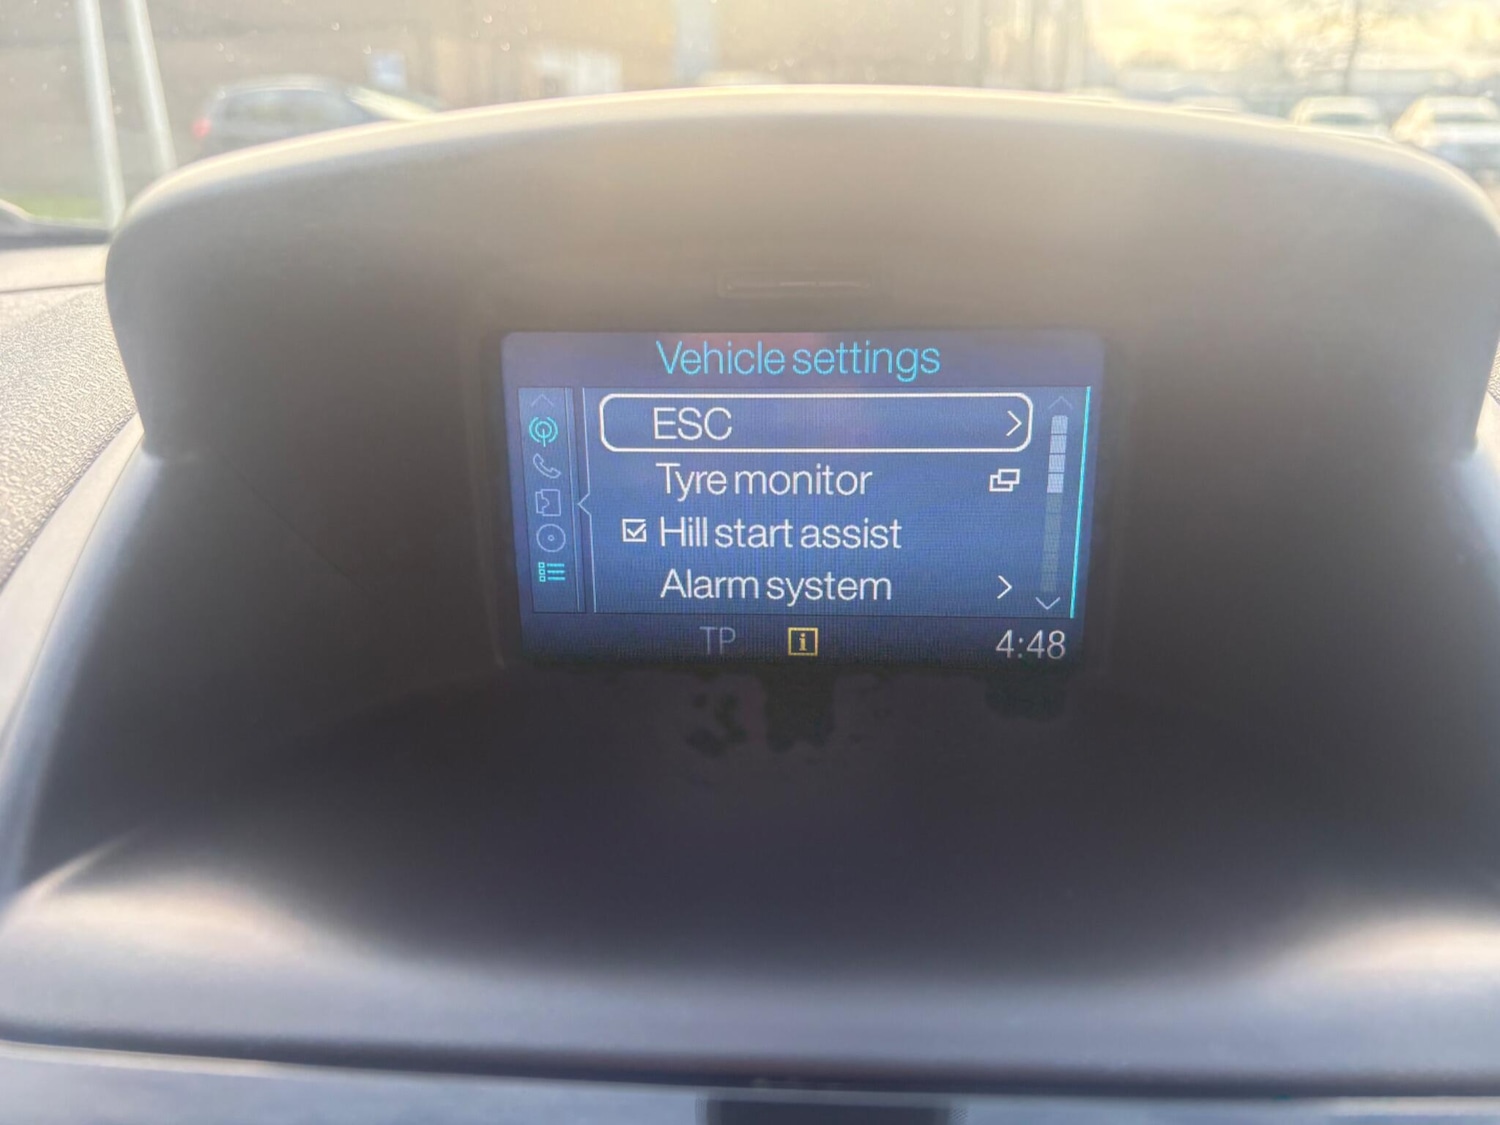 Vehicle settings
ESC
Tyre monitor
Hill start assist
Alarm system
TP i 4:48